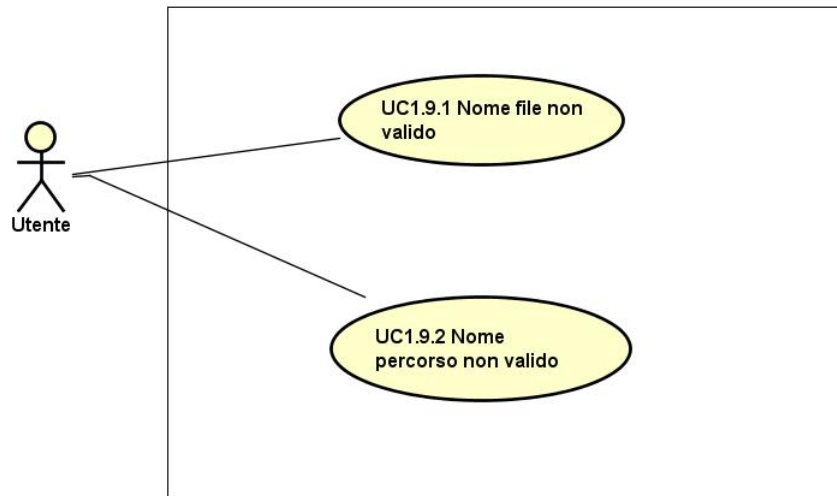 UC1.9.1 Nome file non
valido
Utente
UC1.9.2 Nome
percorso non valido